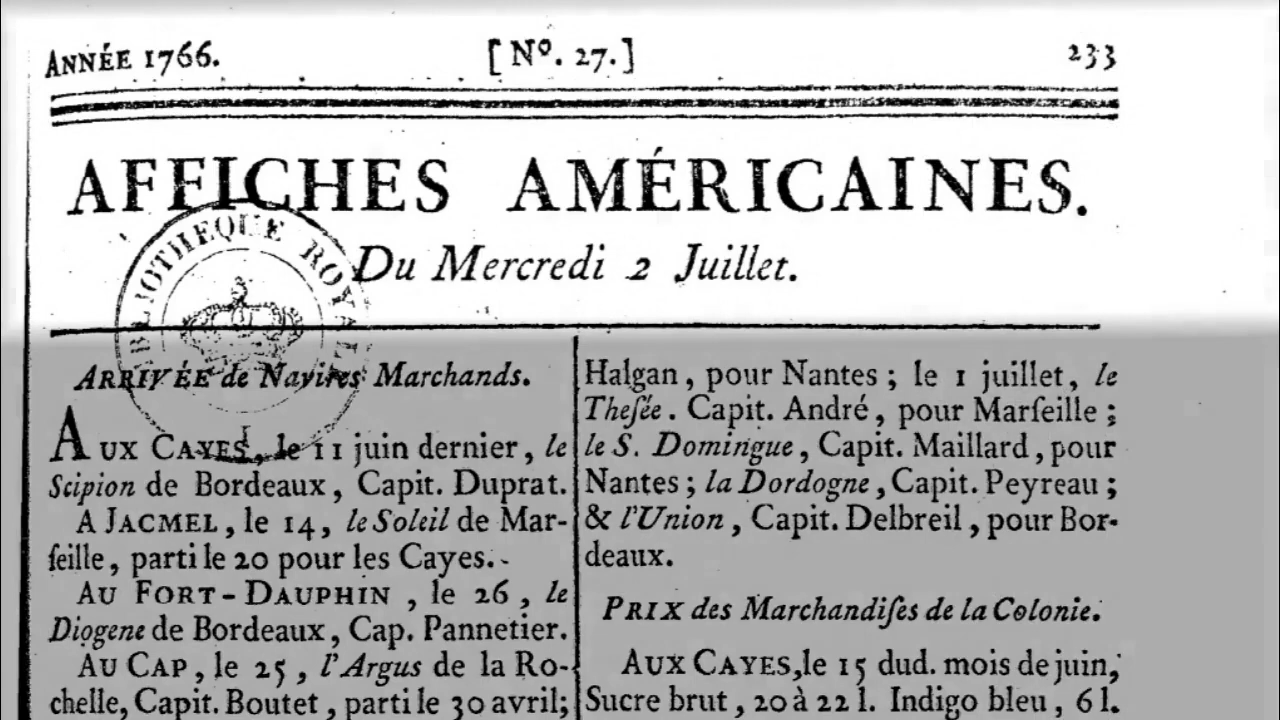 ANNÉE 1766.
[ Nº. 27. ]
233
AFFICHES AMÉRICAINES.
Du Mercredi 2 Juillet.
BIBLIOTHEQUE ROYALE
ARRIVÉE de Navires Marchands.
AUX CAYES, le 11 juin dernier, le
Scipion de Bordeaux, Capit. Duprat.
A JACMEL, le 14, le Soleil de Mar-
ſeille, parti le 20 pour les Cayes.
AU FORT-DAUPHIN, le 26, le
Diogene de Bordeaux, Cap. Pannetier.
AU CAP, le 25, l'Argus de la Ro-
chelle, Capit. Boutet, parti le 30 avril;
Halgan, pour Nantes; le 1 juillet, le
Theſée. Capit. André, pour Marſeille;
le S. Domingue, Capit. Maillard, pour
Nantes; la Dordogne, Capit. Peyreau;
& l'Union, Capit. Delbreil, pour Bor-
deaux.
PRIX des Marchandiſes de la Colonie.
AUX CAYES, le 15 dud. mois de juin,
Sucre brut, 20 à 22 l. Indigo bleu, 6 l.